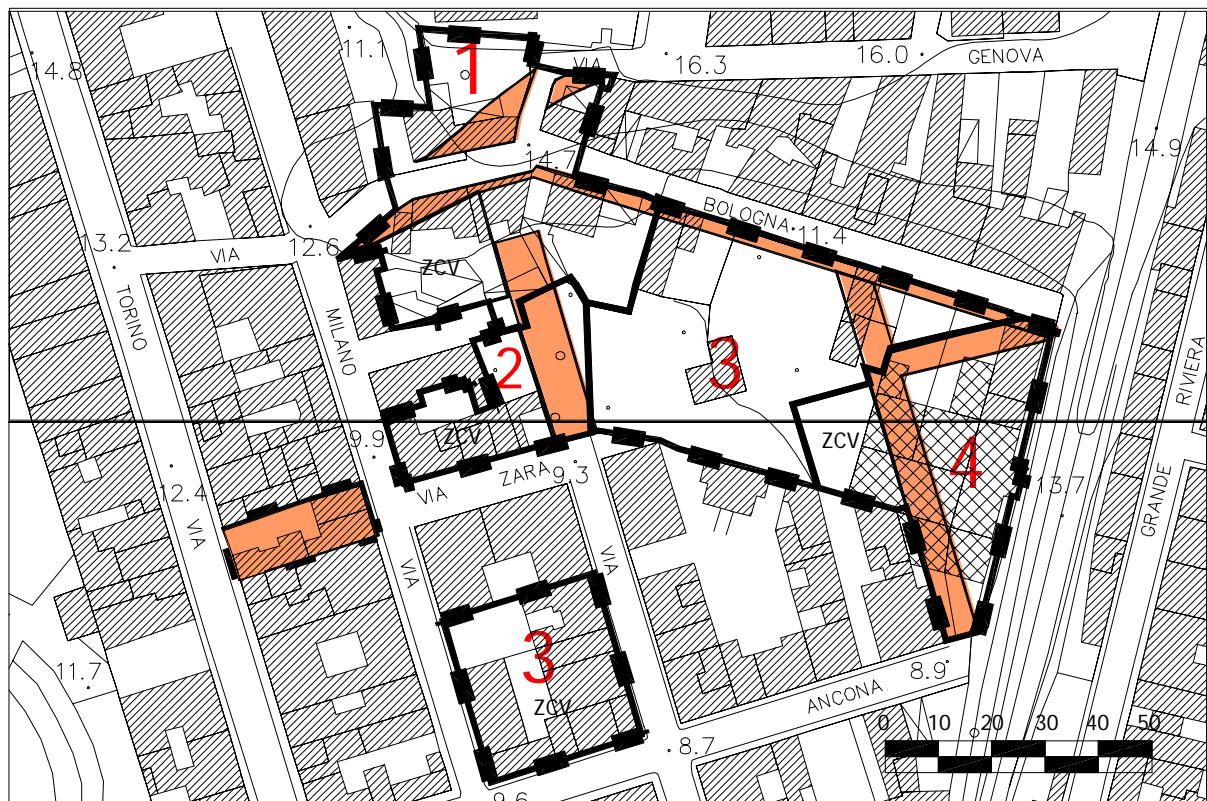 11.1
1
VIA
16.3
16.0
GENOVA
14.8
14.9
14.7
BOLOGNA
11.4
13.2
VIA
12.6
ZCV
TORINO
MILANO
2
3
RIVIERA
9.9
ZCV
ZCV
4
VIA
ZARA
9.3
12.4
VIA
13.7
GRANDE
VIA
VIA
3
11.7
8.9
ANCONA
ZCV
0 10 20 30 40 50
8.7
9.6